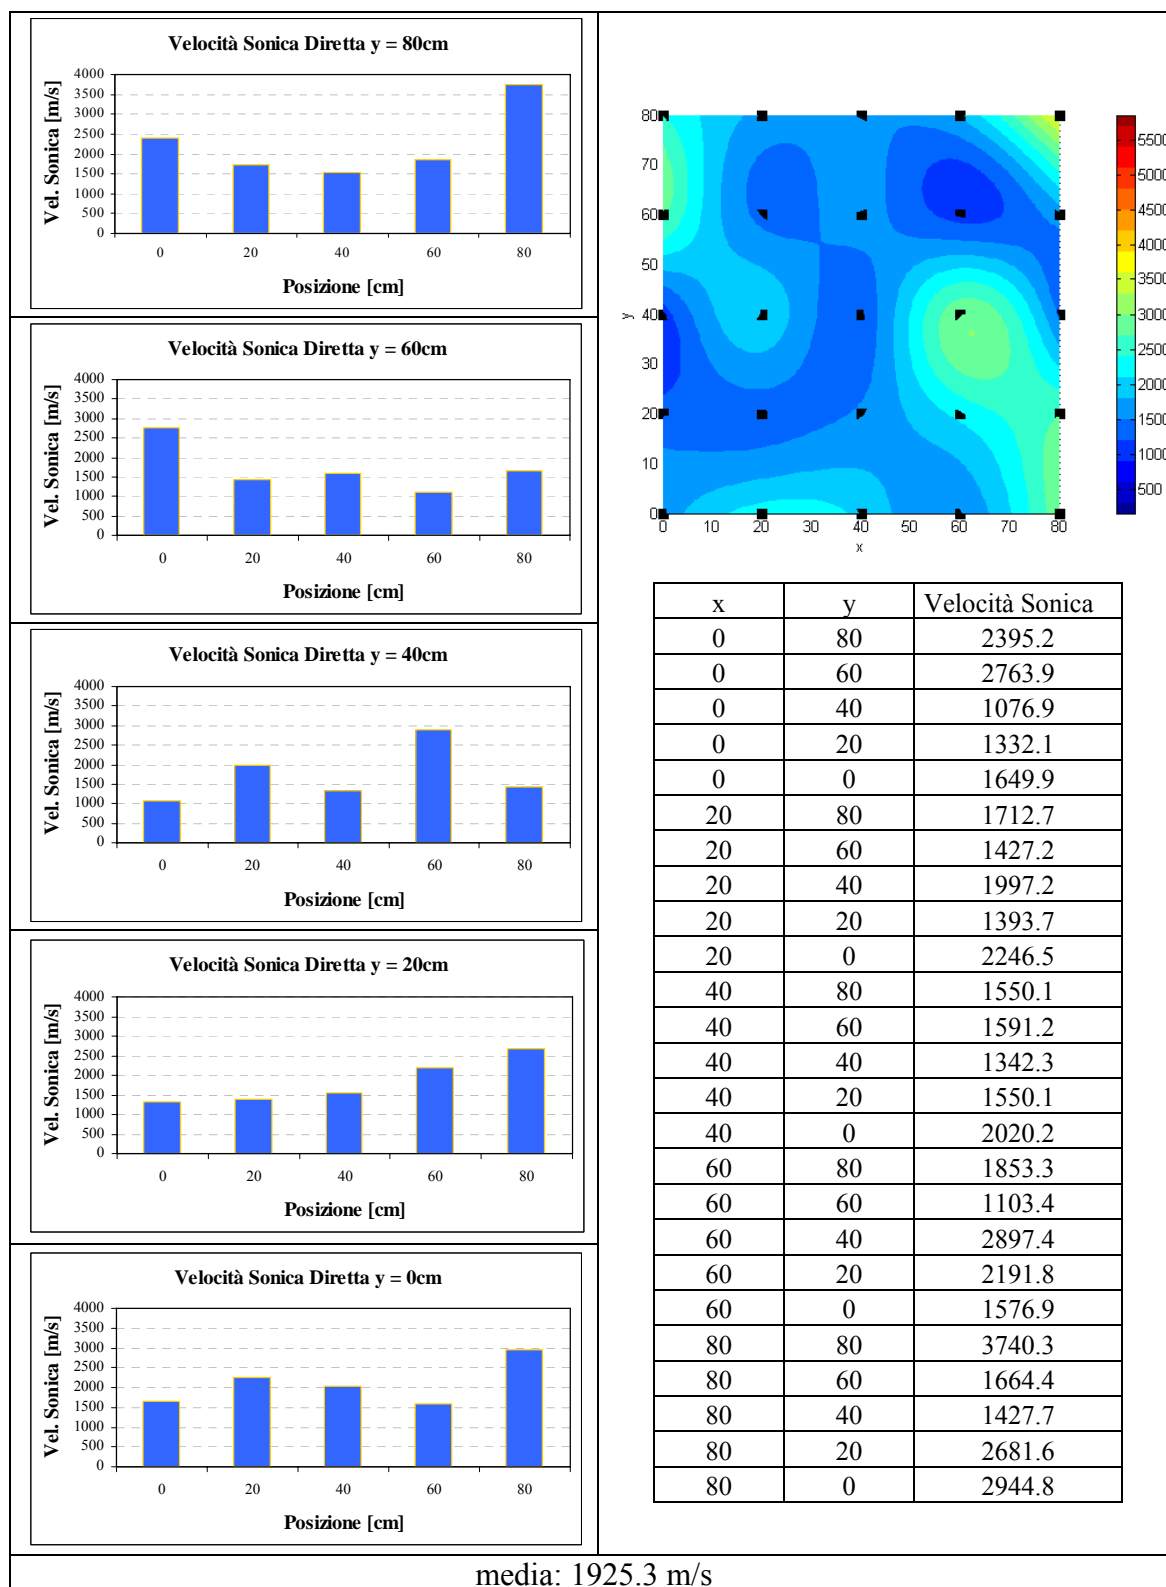 Velocità Sonica Diretta y = 80cm
Vel. Sonica [m/s]
4000
3500
3000
2500
2000
1500
1000
500
0
0 20 40 60 80
Posizione [cm]
Velocità Sonica Diretta y = 60cm
Vel. Sonica [m/s]
4000
3500
3000
2500
2000
1500
1000
500
0
0 20 40 60 80
Posizione [cm]
Velocità Sonica Diretta y = 40cm
Vel. Sonica [m/s]
4000
3500
3000
2500
2000
1500
1000
500
0
0 20 40 60 80
Posizione [cm]
Velocità Sonica Diretta y = 20cm
Vel. Sonica [m/s]
4000
3500
3000
2500
2000
1500
1000
500
0
0 20 40 60 80
Posizione [cm]
Velocità Sonica Diretta y = 0cm
Vel. Sonica [m/s]
4000
3500
3000
2500
2000
1500
1000
500
0
0 20 40 60 80
Posizione [cm]
80
70
60
50
40
30
20
10
0
y
0 10 20 30 40 50 60 70 80
x
5500
5000
4500
4000
3500
3000
2500
2000
1500
1000
500
x y Velocità Sonica
0 80 2395.2
0 60 2763.9
0 40 1076.9
0 20 1332.1
0 0 1649.9
20 80 1712.7
20 60 1427.2
20 40 1997.2
20 20 1393.7
20 0 2246.5
40 80 1550.1
40 60 1591.2
40 40 1342.3
40 20 1550.1
40 0 2020.2
60 80 1853.3
60 60 1103.4
60 40 2897.4
60 20 2191.8
60 0 1576.9
80 80 3740.3
80 60 1664.4
80 40 1427.7
80 20 2681.6
80 0 2944.8
media: 1925.3 m/s